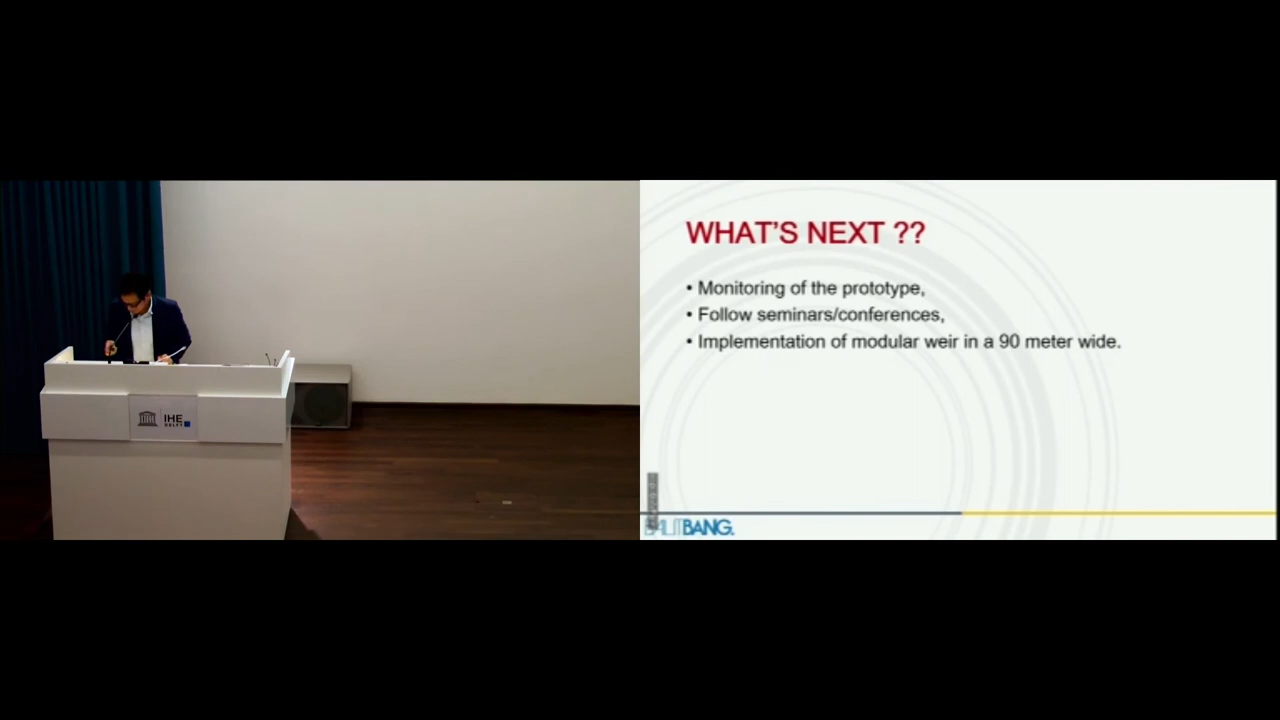 IHE
DELFT
WHAT'S NEXT ??
• Monitoring of the prototype,
• Follow seminars/conferences,
• Implementation of modular weir in a 90 meter wide.
BANG.